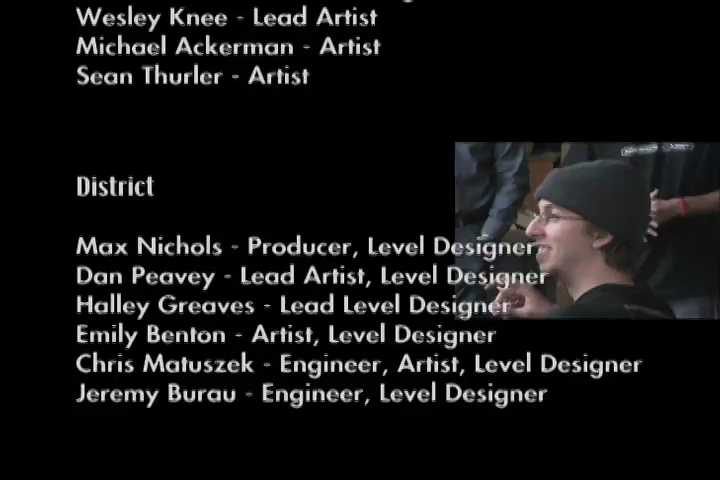 Wesley Knee - Lead Artist
Michael Ackerman - Artist
Sean Thurler - Artist
District
Max Nichols - Producer, Level Designer
Dan Peavey - Lead Artist, Level Designer
Halley Greaves - Lead Level Designer
Emily Benton - Artist, Level Designer
Chris Matuszek - Engineer, Artist, Level Designer
Jeremy Burau - Engineer, Level Designer